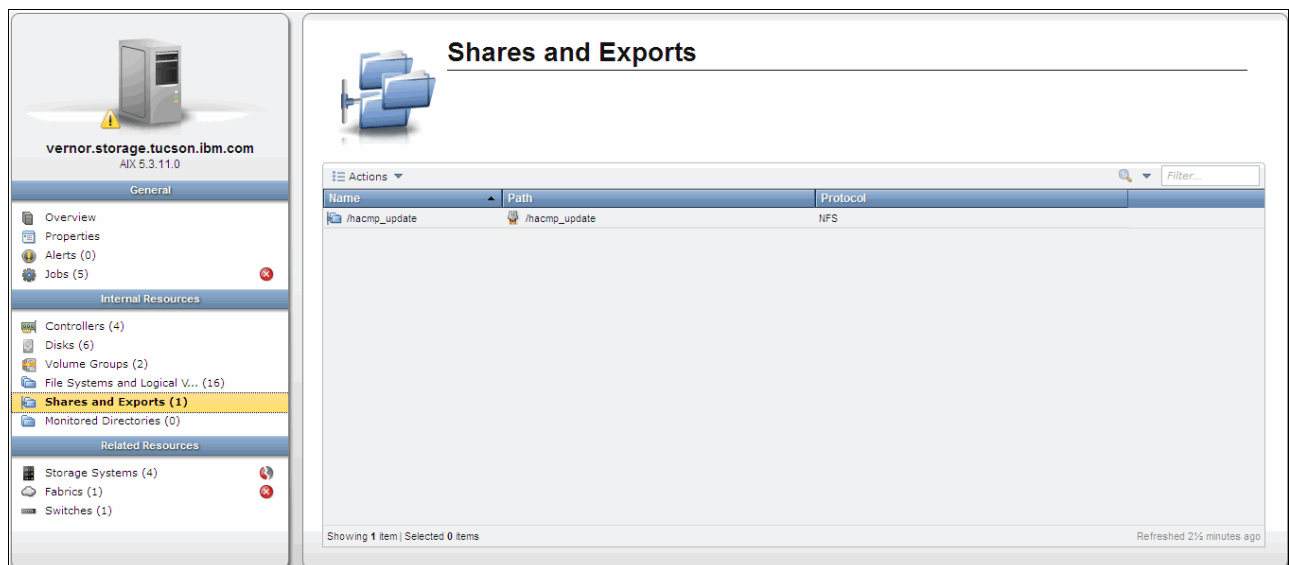 vernor.storage.tucson.ibm.com
AIX 5.3.11.0
General
Overview
Properties
Alerts (0)
Jobs (5)
Internal Resources
Controllers (4)
Disks (6)
Volume Groups (2)
File Systems and Logical V... (16)
Shares and Exports (1)
Monitored Directories (0)
Related Resources
Storage Systems (4)
Fabrics (1)
Switches (1)
Shares and Exports
Actions Filter...
Name Path Protocol
/hacmp_update /hacmp_update NFS
Showing 1 item | Selected 0 items Refreshed 2½ minutes ago